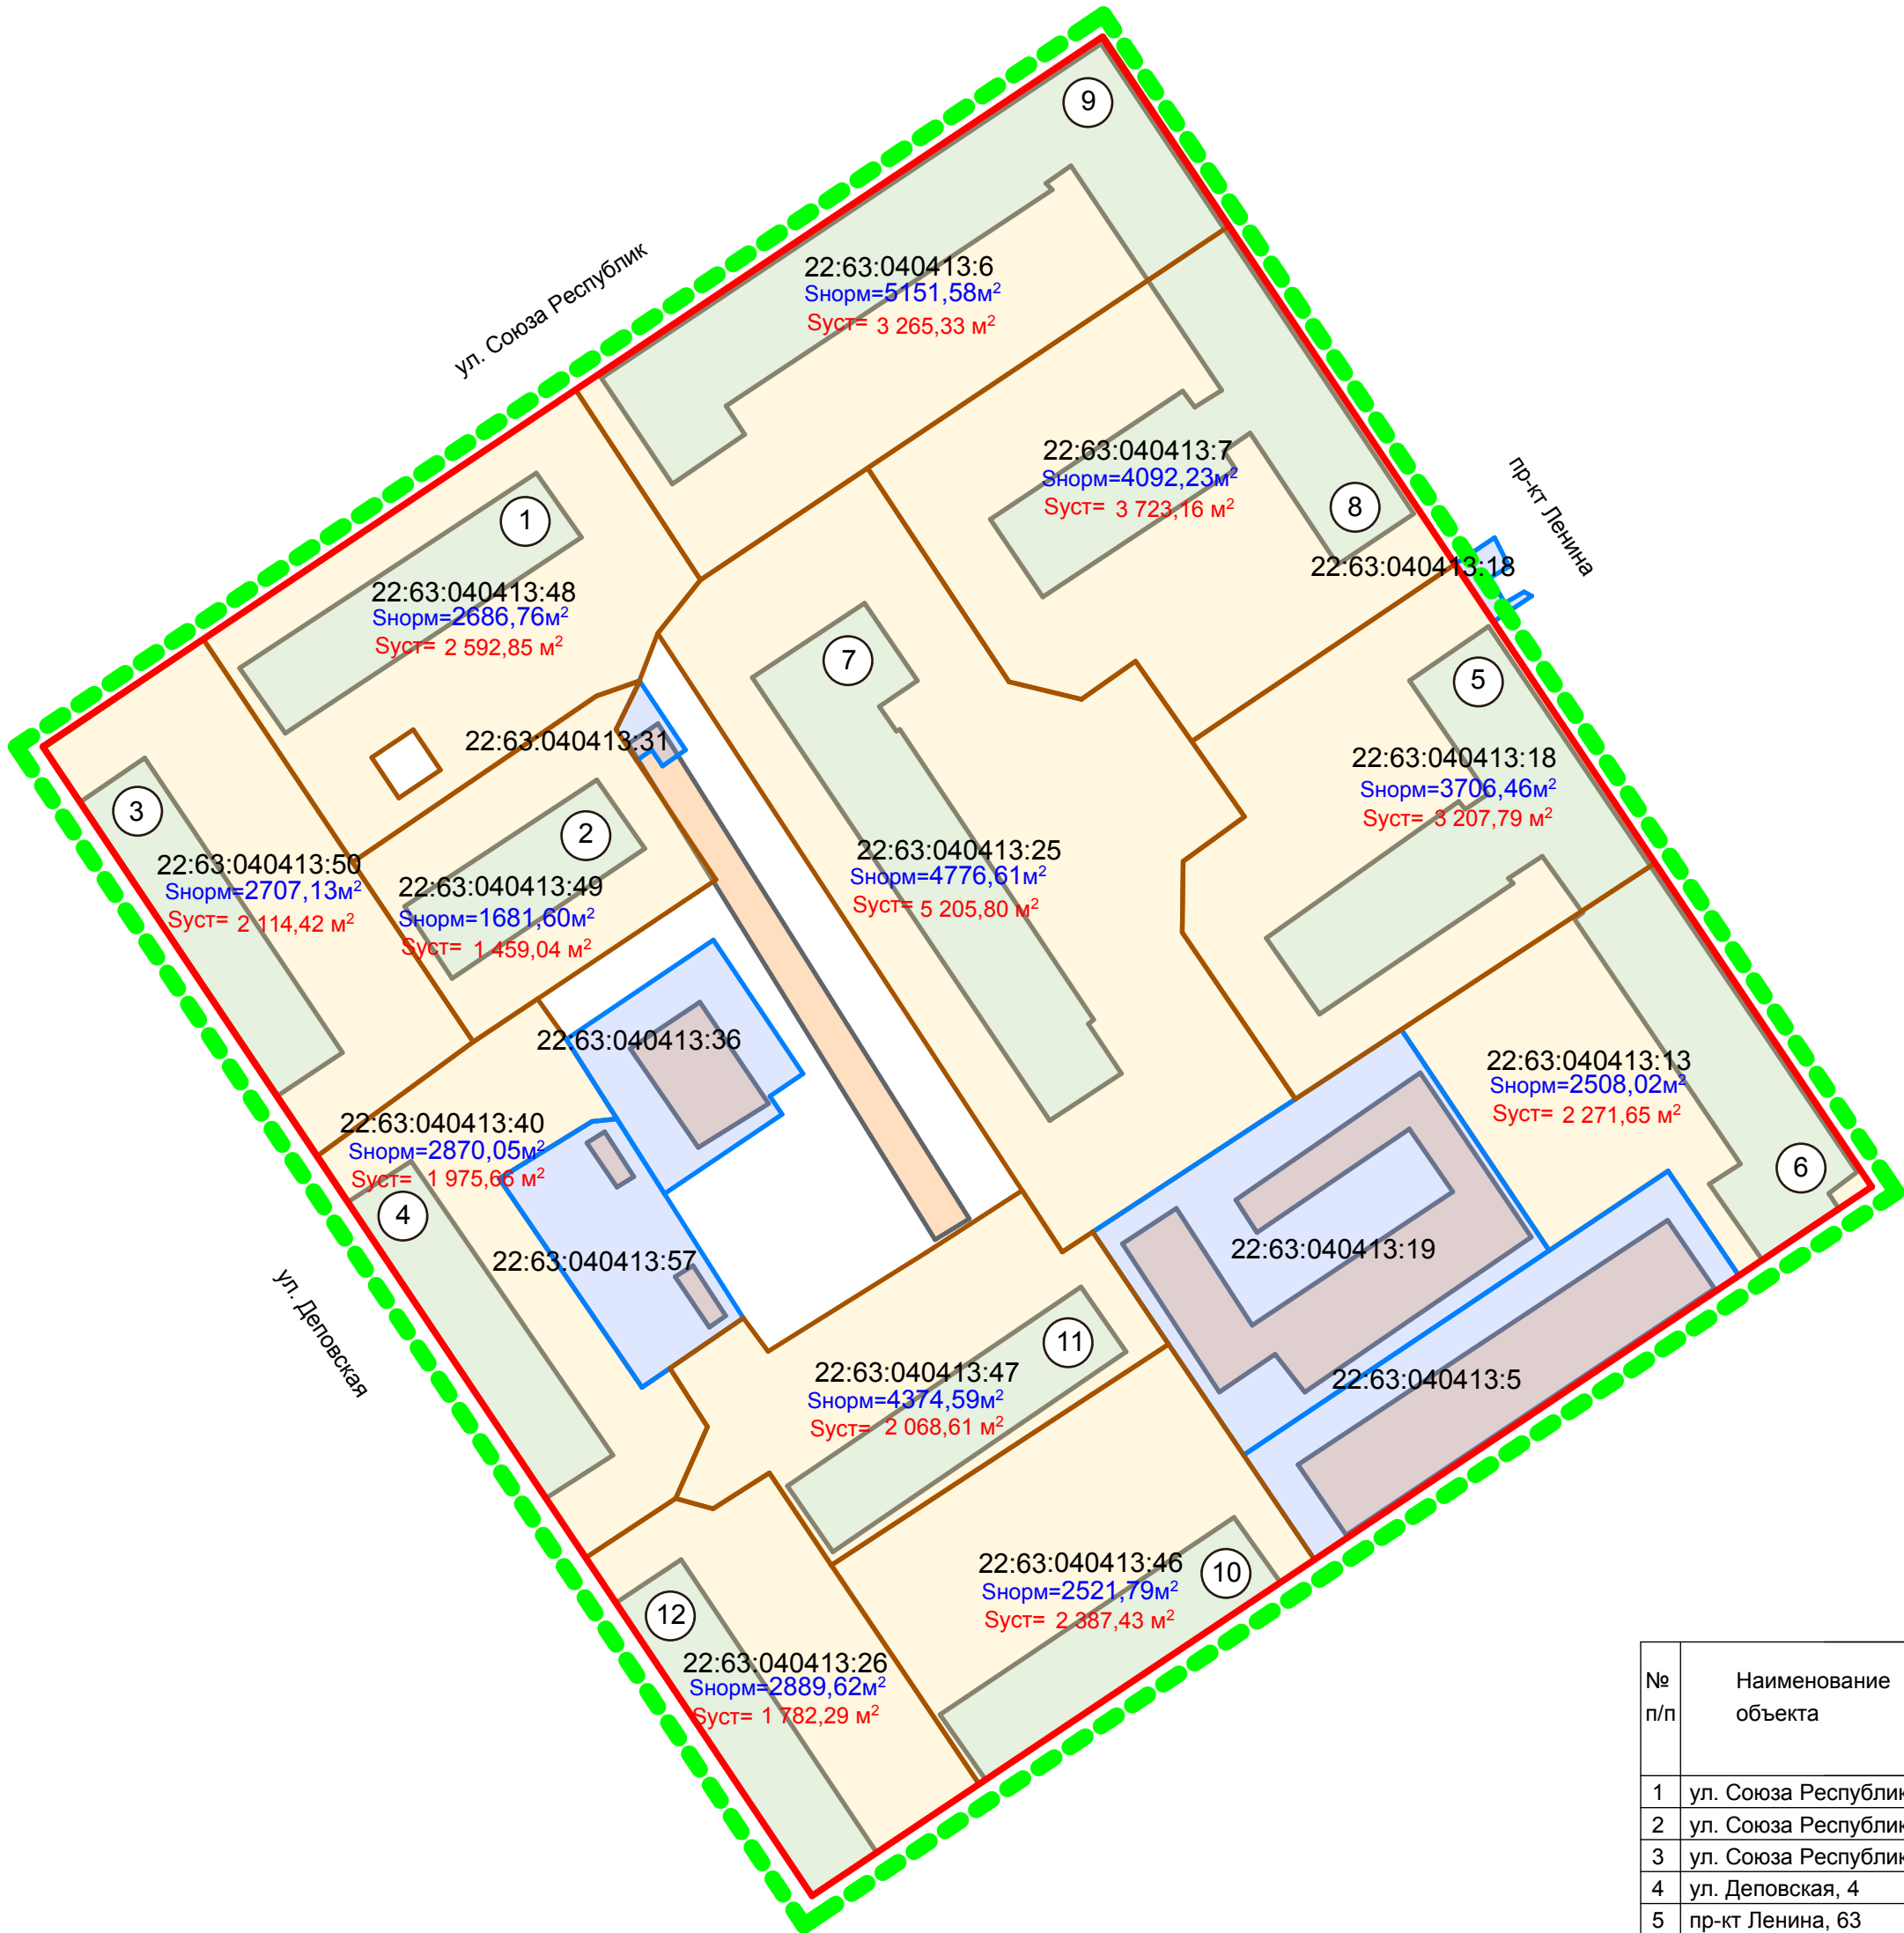 9
22:63:040413:6
Sнорм=5151,58м²
Sуст= 3 265,33 м²
ул. Союза Республик
22:63:040413:7
Sнорм=4092,23м²
Sуст= 3 723,16 м²
8
пр-кт Ленина
1
22:63:040413:18
22:63:040413:48
Sнорм=2686,76м²
Sуст= 2 592,85 м²
7
5
22:63:040413:31
22:63:040413:18
Sнорм=3706,46м²
Sуст= 3 207,79 м²
3
2
22:63:040413:50
Sнорм=2707,13м²
Sуст= 2 114,42 м²
22:63:040413:49
Sнорм=1681,60м²
Sуст= 1 459,04 м²
22:63:040413:25
Sнорм=4776,61м²
Sуст= 5 205,80 м²
22:63:040413:36
22:63:040413:13
Sнорм=2508,02м²
Sуст= 2 271,65 м²
22:63:040413:40
Sнорм=2870,05м²
Sуст= 1 975,66 м²
6
4
22:63:040413:19
22:63:040413:57
ул. Деповская
11
22:63:040413:47
Sнорм=4374,59м²
Sуст= 2 068,61 м²
22:63:040413:5
22:63:040413:46
Sнорм=2521,79м²
Sуст= 2 387,43 м²
10
12
22:63:040413:26
Sнорм=2889,62м²
Sуст= 1 782,29 м²
№ п/п Наименование объекта
1 ул. Союза Республик
2 ул. Союза Республик
3 ул. Союза Республик
4 ул. Деповская, 4
5 пр-кт Ленина, 63